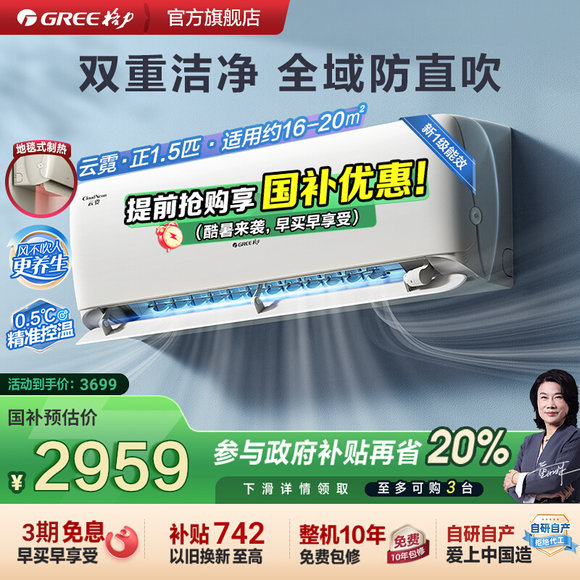 GREE格力 官方旗舰店
双重洁净 全域防直吹
云霓·正1.5匹·适用约16-20m²
新1级能效
地毯式制热
提前抢购享 国补优惠!
(酷暑来袭，早买早享受)
GREE格力
云霓
风不吹人
更养生
0.5℃
精准控温
活动到手价：3699
国补预估价
¥2959
参与政府补贴再省20%
下滑详情领取 至多可购3台
3期免息
早买早享受
补贴742
以旧换新至高
整机10年
免费包修
免费
10年包修
自研自产
爱上中国造
自研自产
拒绝代工